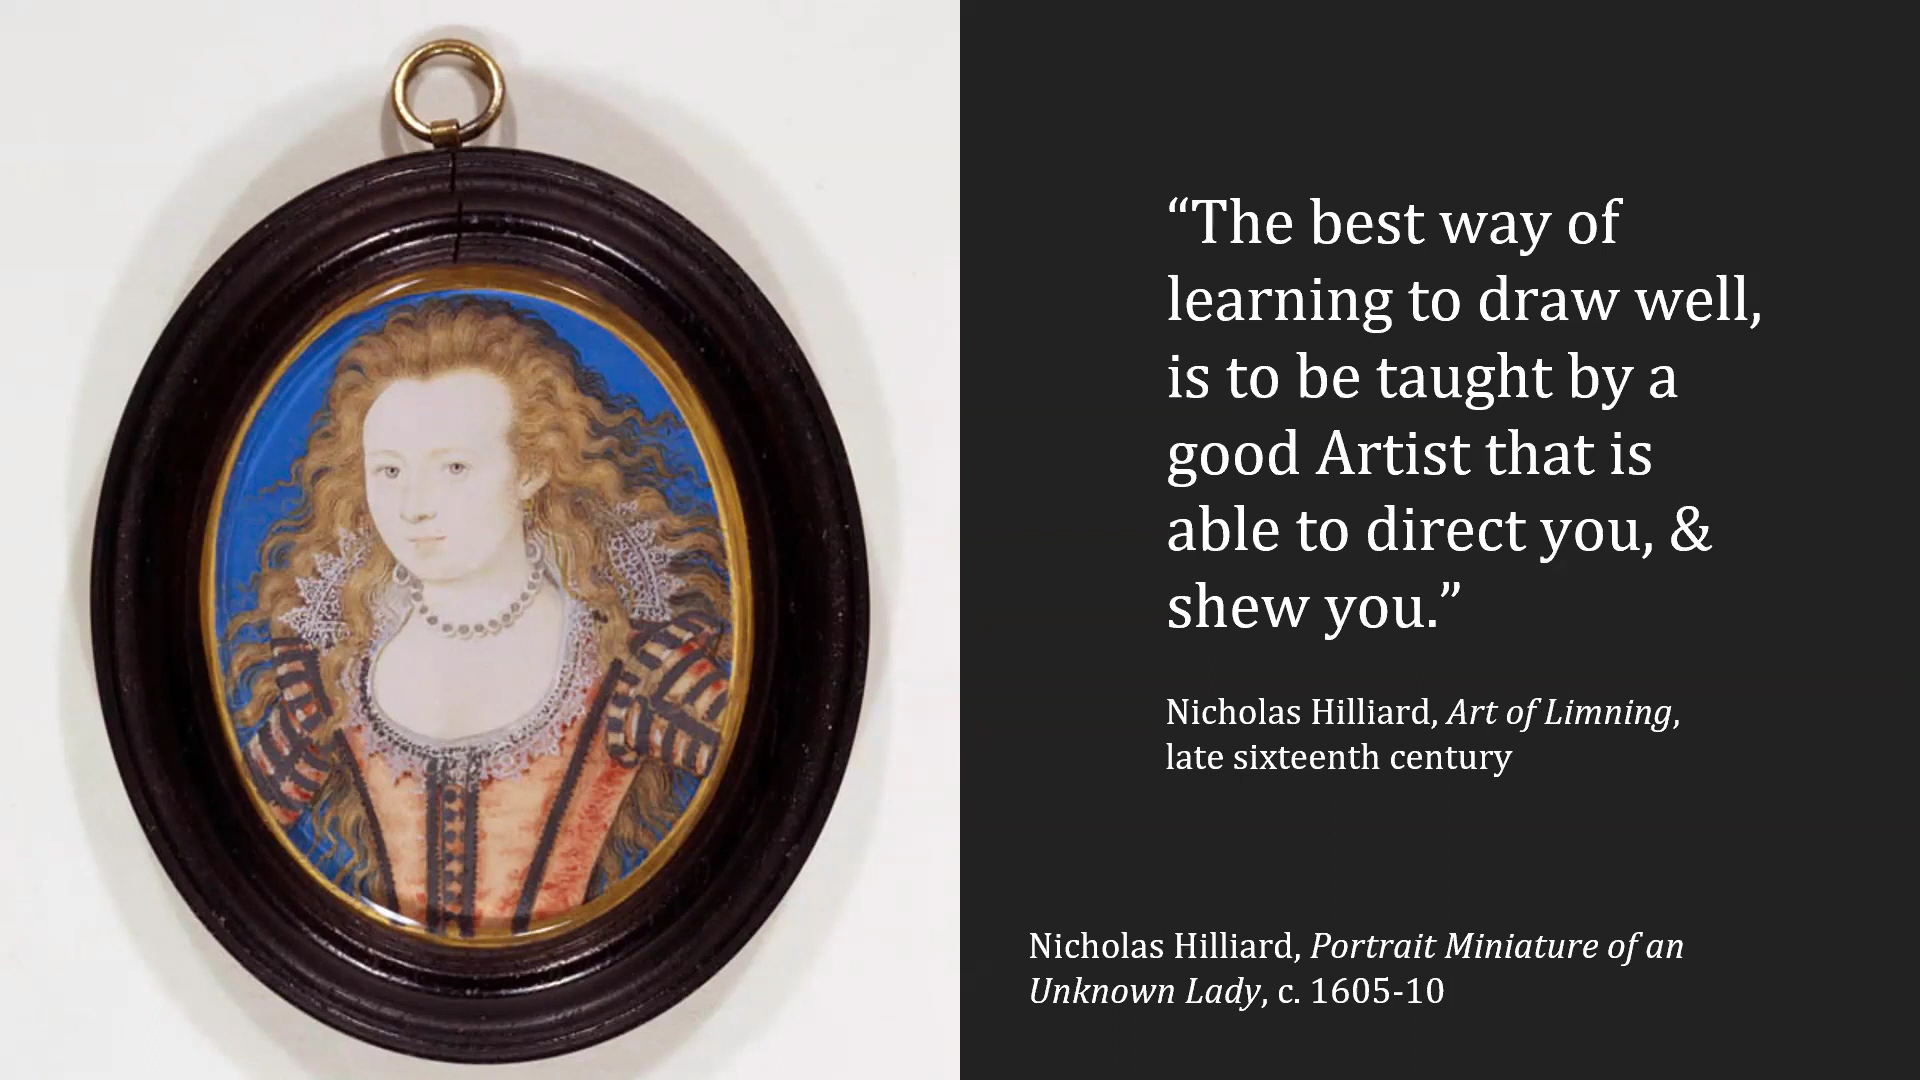 “The best way of
learning to draw well,
is to be taught by a
good Artist that is
able to direct you, &
shew you.”
Nicholas Hilliard, Art of Limning,
late sixteenth century
Nicholas Hilliard, Portrait Miniature of an
Unknown Lady, c. 1605-10